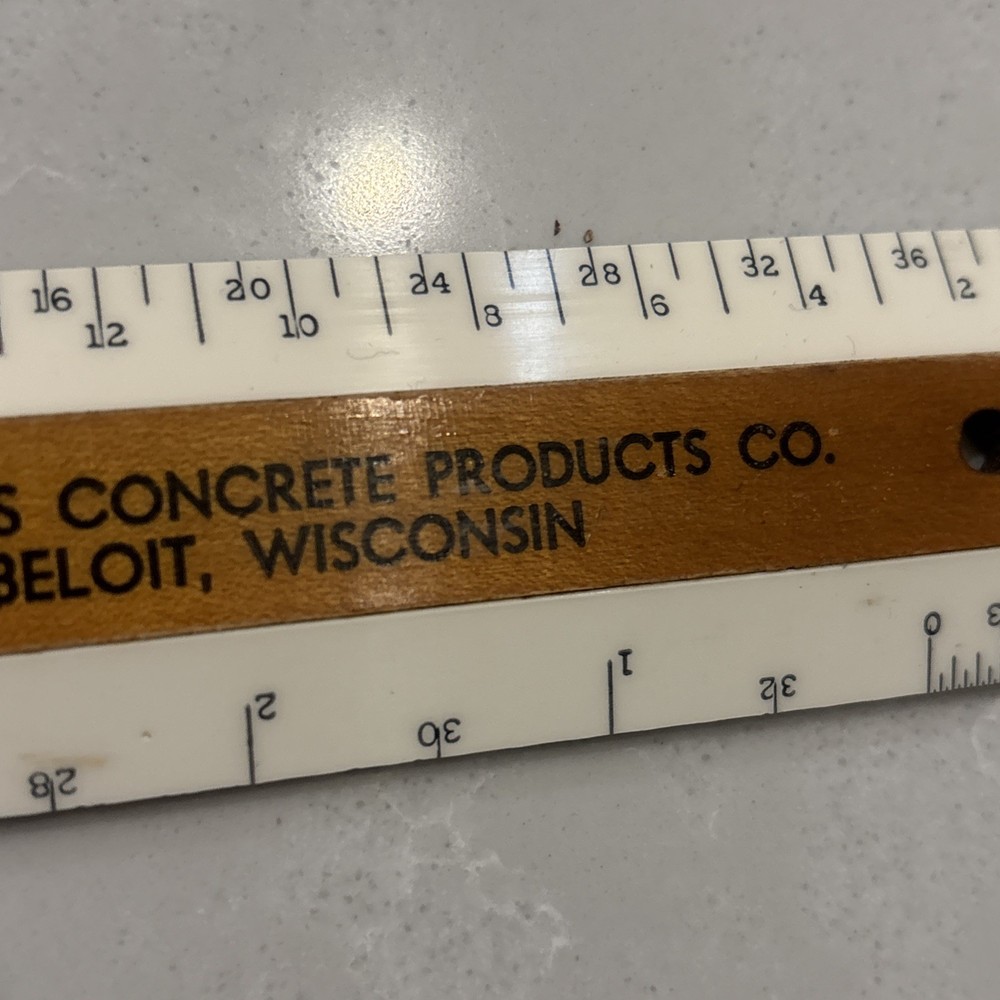 16 20 24 28 32 36
12 10 8 6 4 2
S CONCRETE PRODUCTS CO.
BELOIT, WISCONSIN
0 1 2
3 32 30 28